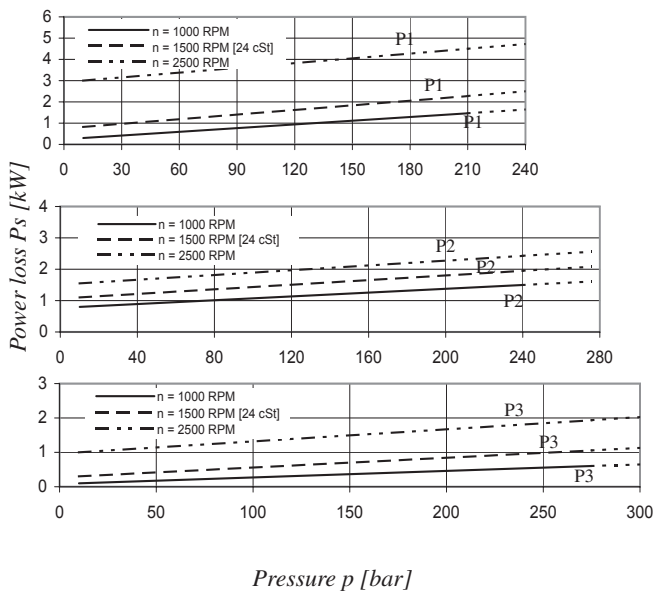 Power loss Ps [kW]
6
5
4
3
2
1
0
n = 1000 RPM
n = 1500 RPM [24 cSt]
n = 2500 RPM
P1
P1
P1
0 30 60 90 120 150 180 210 240
4
3
2
1
0
n = 1000 RPM
n = 1500 RPM [24 cSt]
n = 2500 RPM
P2
P2
P2
0 40 80 120 160 200 240 280
3
2
1
0
n = 1000 RPM
n = 1500 RPM [24 cSt]
n = 2500 RPM
P3
P3
P3
0 50 100 150 200 250 300
Pressure p [bar]